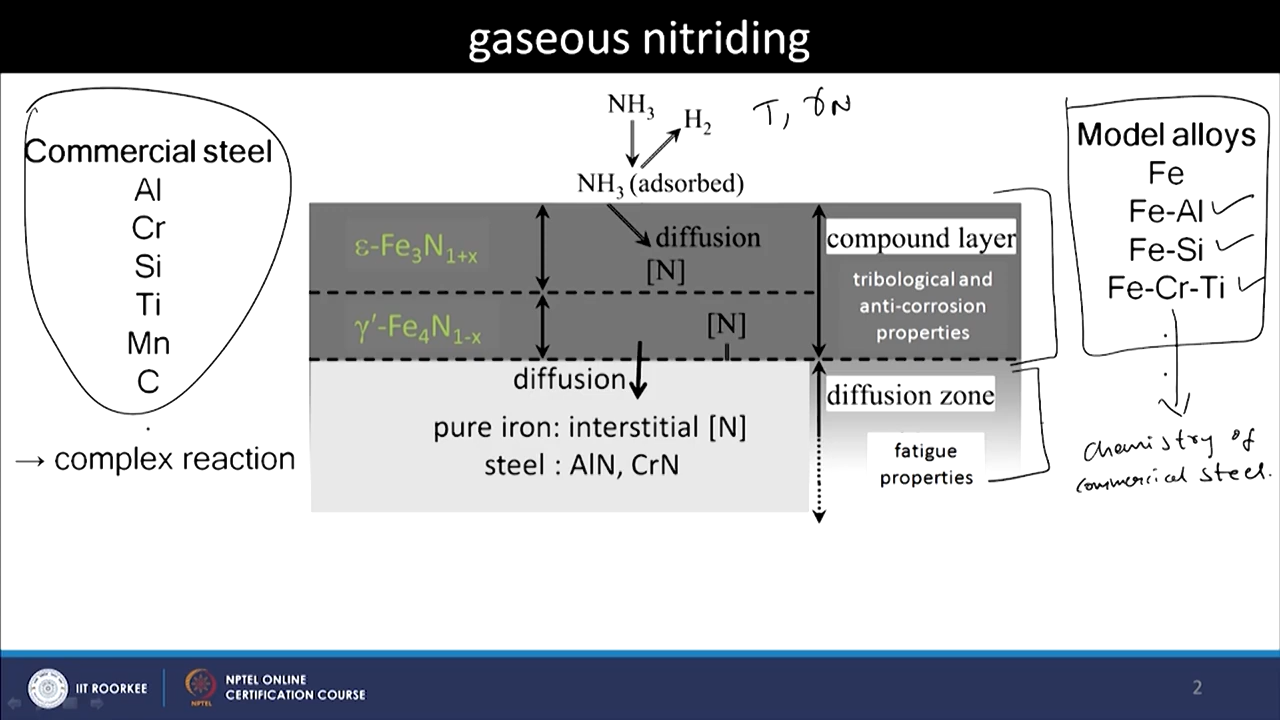 gaseous nitriding
NH₃
H₂
T, γN
NH₃ (adsorbed)
Commercial steel
Al
Cr
Si
Ti
Mn
C
→ complex reaction
ε-Fe₃N₁₊ₓ
diffusion
[N]
γ′-Fe₄N₁₋ₓ
[N]
compound layer
tribological and
anti-corrosion
properties
diffusion
pure iron: interstitial [N]
steel : AlN, CrN
diffusion zone
fatigue
properties
Model alloys
Fe
Fe-Al ✓
Fe-Si ✓
Fe-Cr-Ti ✓
chemistry of
commercial steel.
IIT ROORKEE
NPTEL
NPTEL ONLINE
CERTIFICATION COURSE
2